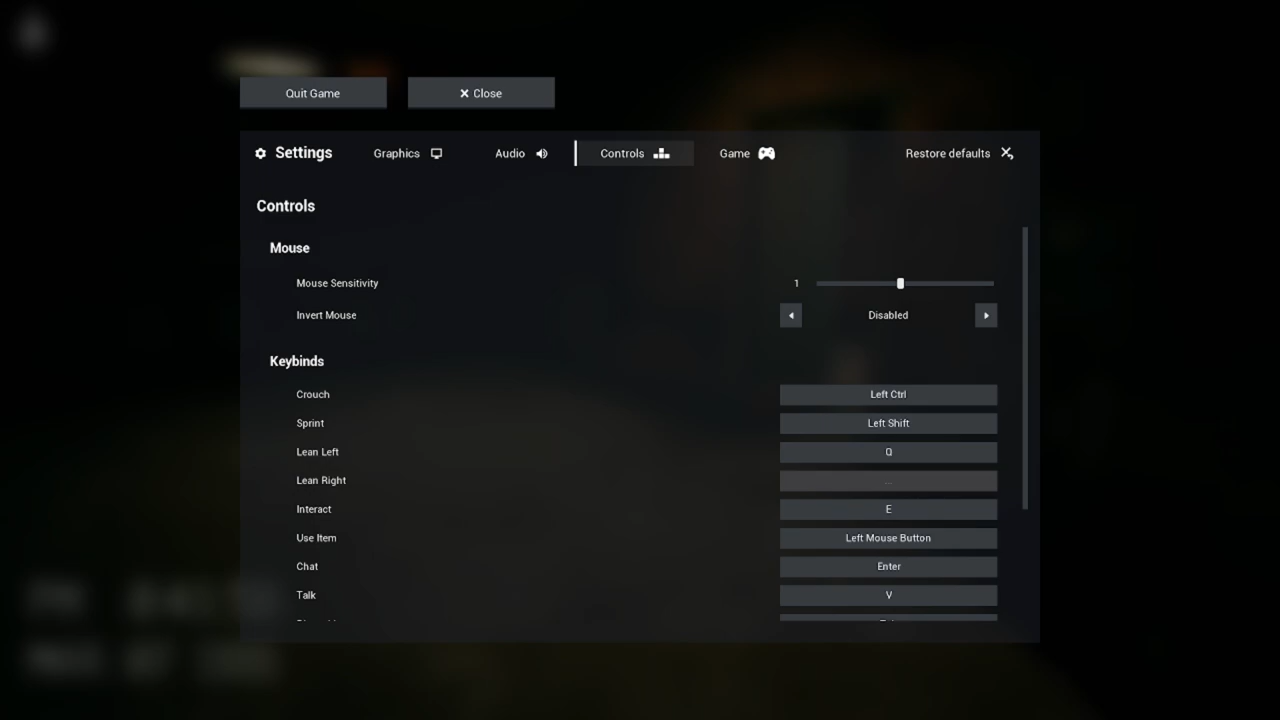 Quit Game
Close
Settings Graphics Audio Controls Game Restore defaults
Controls
Mouse
Mouse Sensitivity 1
Invert Mouse Disabled
Keybinds
Crouch Left Ctrl
Sprint Left Shift
Lean Left Q
Lean Right ...
Interact E
Use Item Left Mouse Button
Chat Enter
Talk V